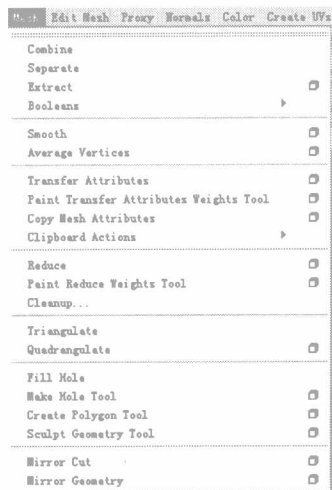 Mesh Edit Mesh Proxy Normals Color Create UVs
Combine
Separate
Extract
Booleans
Smooth
Average Vertices
Transfer Attributes
Paint Transfer Attributes Weights Tool
Copy Mesh Attributes
Clipboard Actions
Reduce
Paint Reduce Weights Tool
Cleanup...
Triangulate
Quadrangulate
Fill Hole
Make Hole Tool
Create Polygon Tool
Sculpt Geometry Tool
Mirror Cut
Mirror Geometry